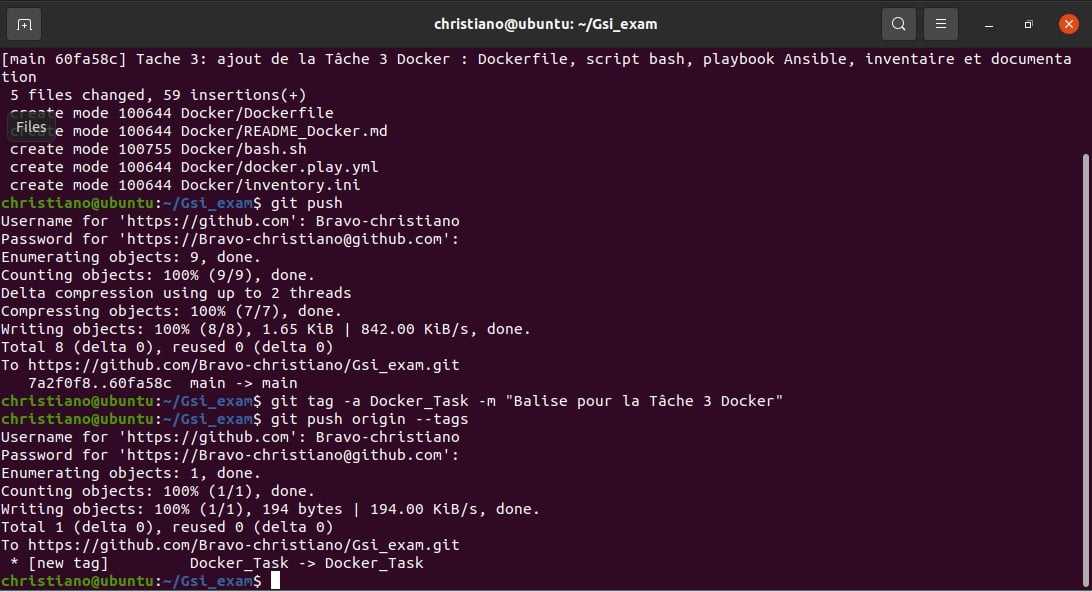 christiano@ubuntu: ~/Gsi_exam
[main 60fa58c] Tache 3: ajout de la Tâche 3 Docker : Dockerfile, script bash, playbook Ansible, inventaire et documenta
tion
 5 files changed, 59 insertions(+)
 create mode 100644 Docker/Dockerfile
Files
 create mode 100644 Docker/README_Docker.md
 create mode 100755 Docker/bash.sh
 create mode 100644 Docker/docker.play.yml
 create mode 100644 Docker/inventory.ini
christiano@ubuntu:~/Gsi_exam$ git push
Username for 'https://github.com': Bravo-christiano
Password for 'https://Bravo-christiano@github.com':
Enumerating objects: 9, done.
Counting objects: 100% (9/9), done.
Delta compression using up to 2 threads
Compressing objects: 100% (7/7), done.
Writing objects: 100% (8/8), 1.65 KiB | 842.00 KiB/s, done.
Total 8 (delta 0), reused 0 (delta 0)
To https://github.com/Bravo-christiano/Gsi_exam.git
   7a2f0f8..60fa58c  main -> main
christiano@ubuntu:~/Gsi_exam$ git tag -a Docker_Task -m "Balise pour la Tâche 3 Docker"
christiano@ubuntu:~/Gsi_exam$ git push origin --tags
Username for 'https://github.com': Bravo-christiano
Password for 'https://Bravo-christiano@github.com':
Enumerating objects: 1, done.
Counting objects: 100% (1/1), done.
Writing objects: 100% (1/1), 194 bytes | 194.00 KiB/s, done.
Total 1 (delta 0), reused 0 (delta 0)
To https://github.com/Bravo-christiano/Gsi_exam.git
 * [new tag]         Docker_Task -> Docker_Task
christiano@ubuntu:~/Gsi_exam$